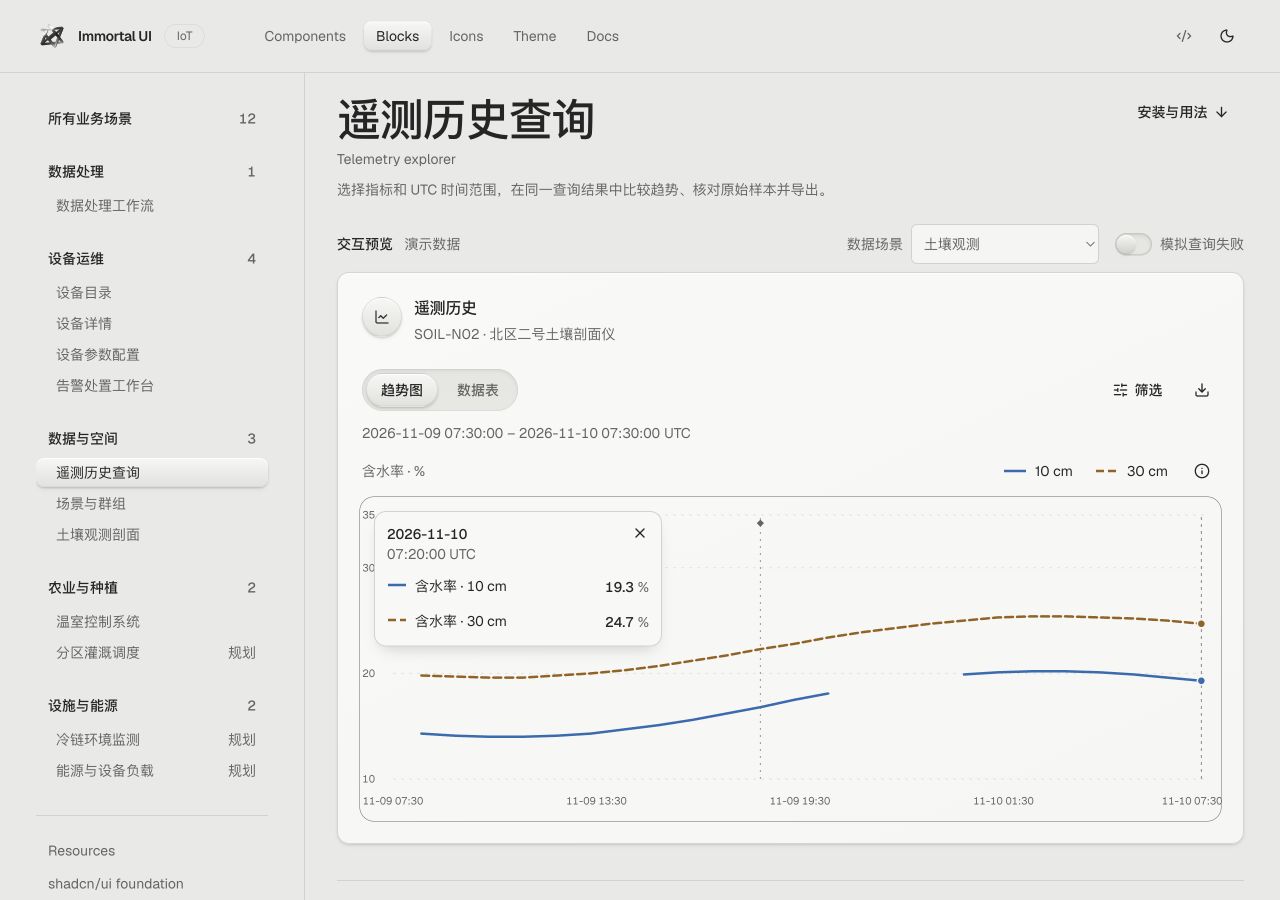 Immortal UI IoT Components Blocks Icons Theme Docs
所有业务场景 12
数据处理 1
数据处理工作流
设备运维 4
设备目录
设备详情
设备参数配置
告警处置工作台
数据与空间 3
遥测历史查询
场景与群组
土壤观测剖面
农业与种植 2
温室控制系统
分区灌溉调度 规划
设施与能源 2
冷链环境监测 规划
能源与设备负载 规划
Resources
shadcn/ui foundation
遥测历史查询
安装与用法
Telemetry explorer
选择指标和 UTC 时间范围，在同一查询结果中比较趋势、核对原始样本并导出。
交互预览 演示数据 数据场景 土壤观测 模拟查询失败
遥测历史
SOIL-N02 · 北区二号土壤剖面仪
趋势图 数据表 筛选
2026-11-09 07:30:00 – 2026-11-10 07:30:00 UTC
含水率 · % 10 cm 30 cm
35
2026-11-10
07:20:00 UTC
30
含水率 · 10 cm 19.3 %
含水率 · 30 cm 24.7 %
20
10
11-09 07:30 11-09 13:30 11-09 19:30 11-10 01:30 11-10 07:30